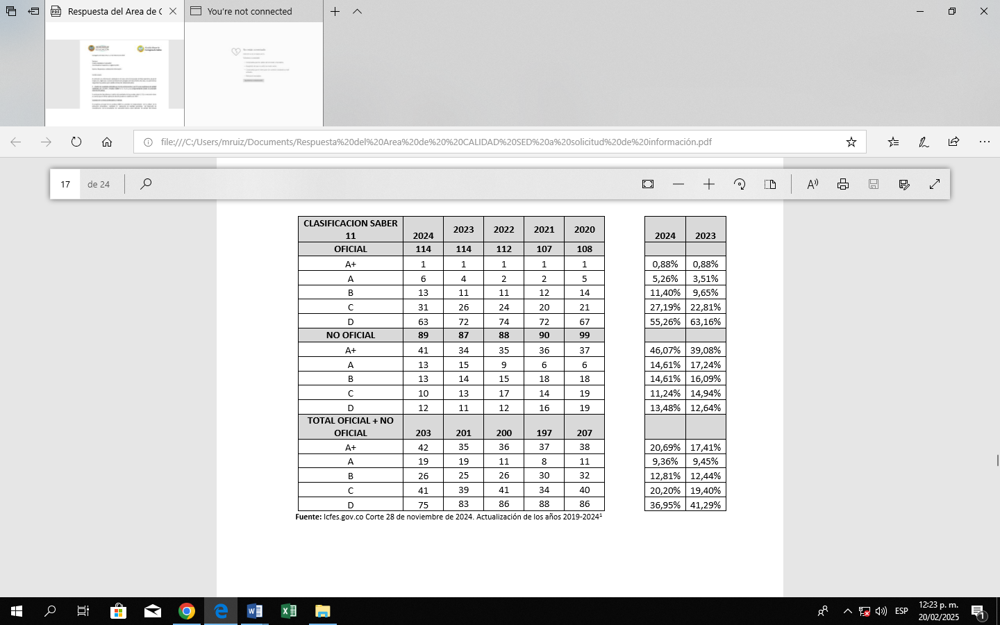 Respuesta del Area de C
You're not connected
file:///C:/Users/mruiz/Documents/Respuesta%20del%20Area%20de%20%20CALIDAD%20SED%20a%20solicitud%20de%20información.pdf
17 de 24
CLASIFICACION SABER 11 2024 2023 2022 2021 2020 2024 2023
OFICIAL 114 114 112 107 108
A+ 1 1 1 1 1 0,88% 0,88%
A 6 4 2 2 5 5,26% 3,51%
B 13 11 11 12 14 11,40% 9,65%
C 31 26 24 20 21 27,19% 22,81%
D 63 72 74 72 67 55,26% 63,16%
NO OFICIAL 89 87 88 90 99
A+ 41 34 35 36 37 46,07% 39,08%
A 13 15 9 6 6 14,61% 17,24%
B 13 14 15 18 18 14,61% 16,09%
C 10 13 17 14 19 11,24% 14,94%
D 12 11 12 16 19 13,48% 12,64%
TOTAL OFICIAL + NO OFICIAL 203 201 200 197 207
A+ 42 35 36 37 38 20,69% 17,41%
A 19 19 11 8 11 9,36% 9,45%
B 26 25 26 30 32 12,81% 12,44%
C 41 39 41 34 40 20,20% 19,40%
D 75 83 86 88 86 36,95% 41,29%
Fuente: Icfes.gov.co Corte 28 de noviembre de 2024. Actualización de los años 2019-2024¹
ESP
12:23 p. m.
20/02/2025
1